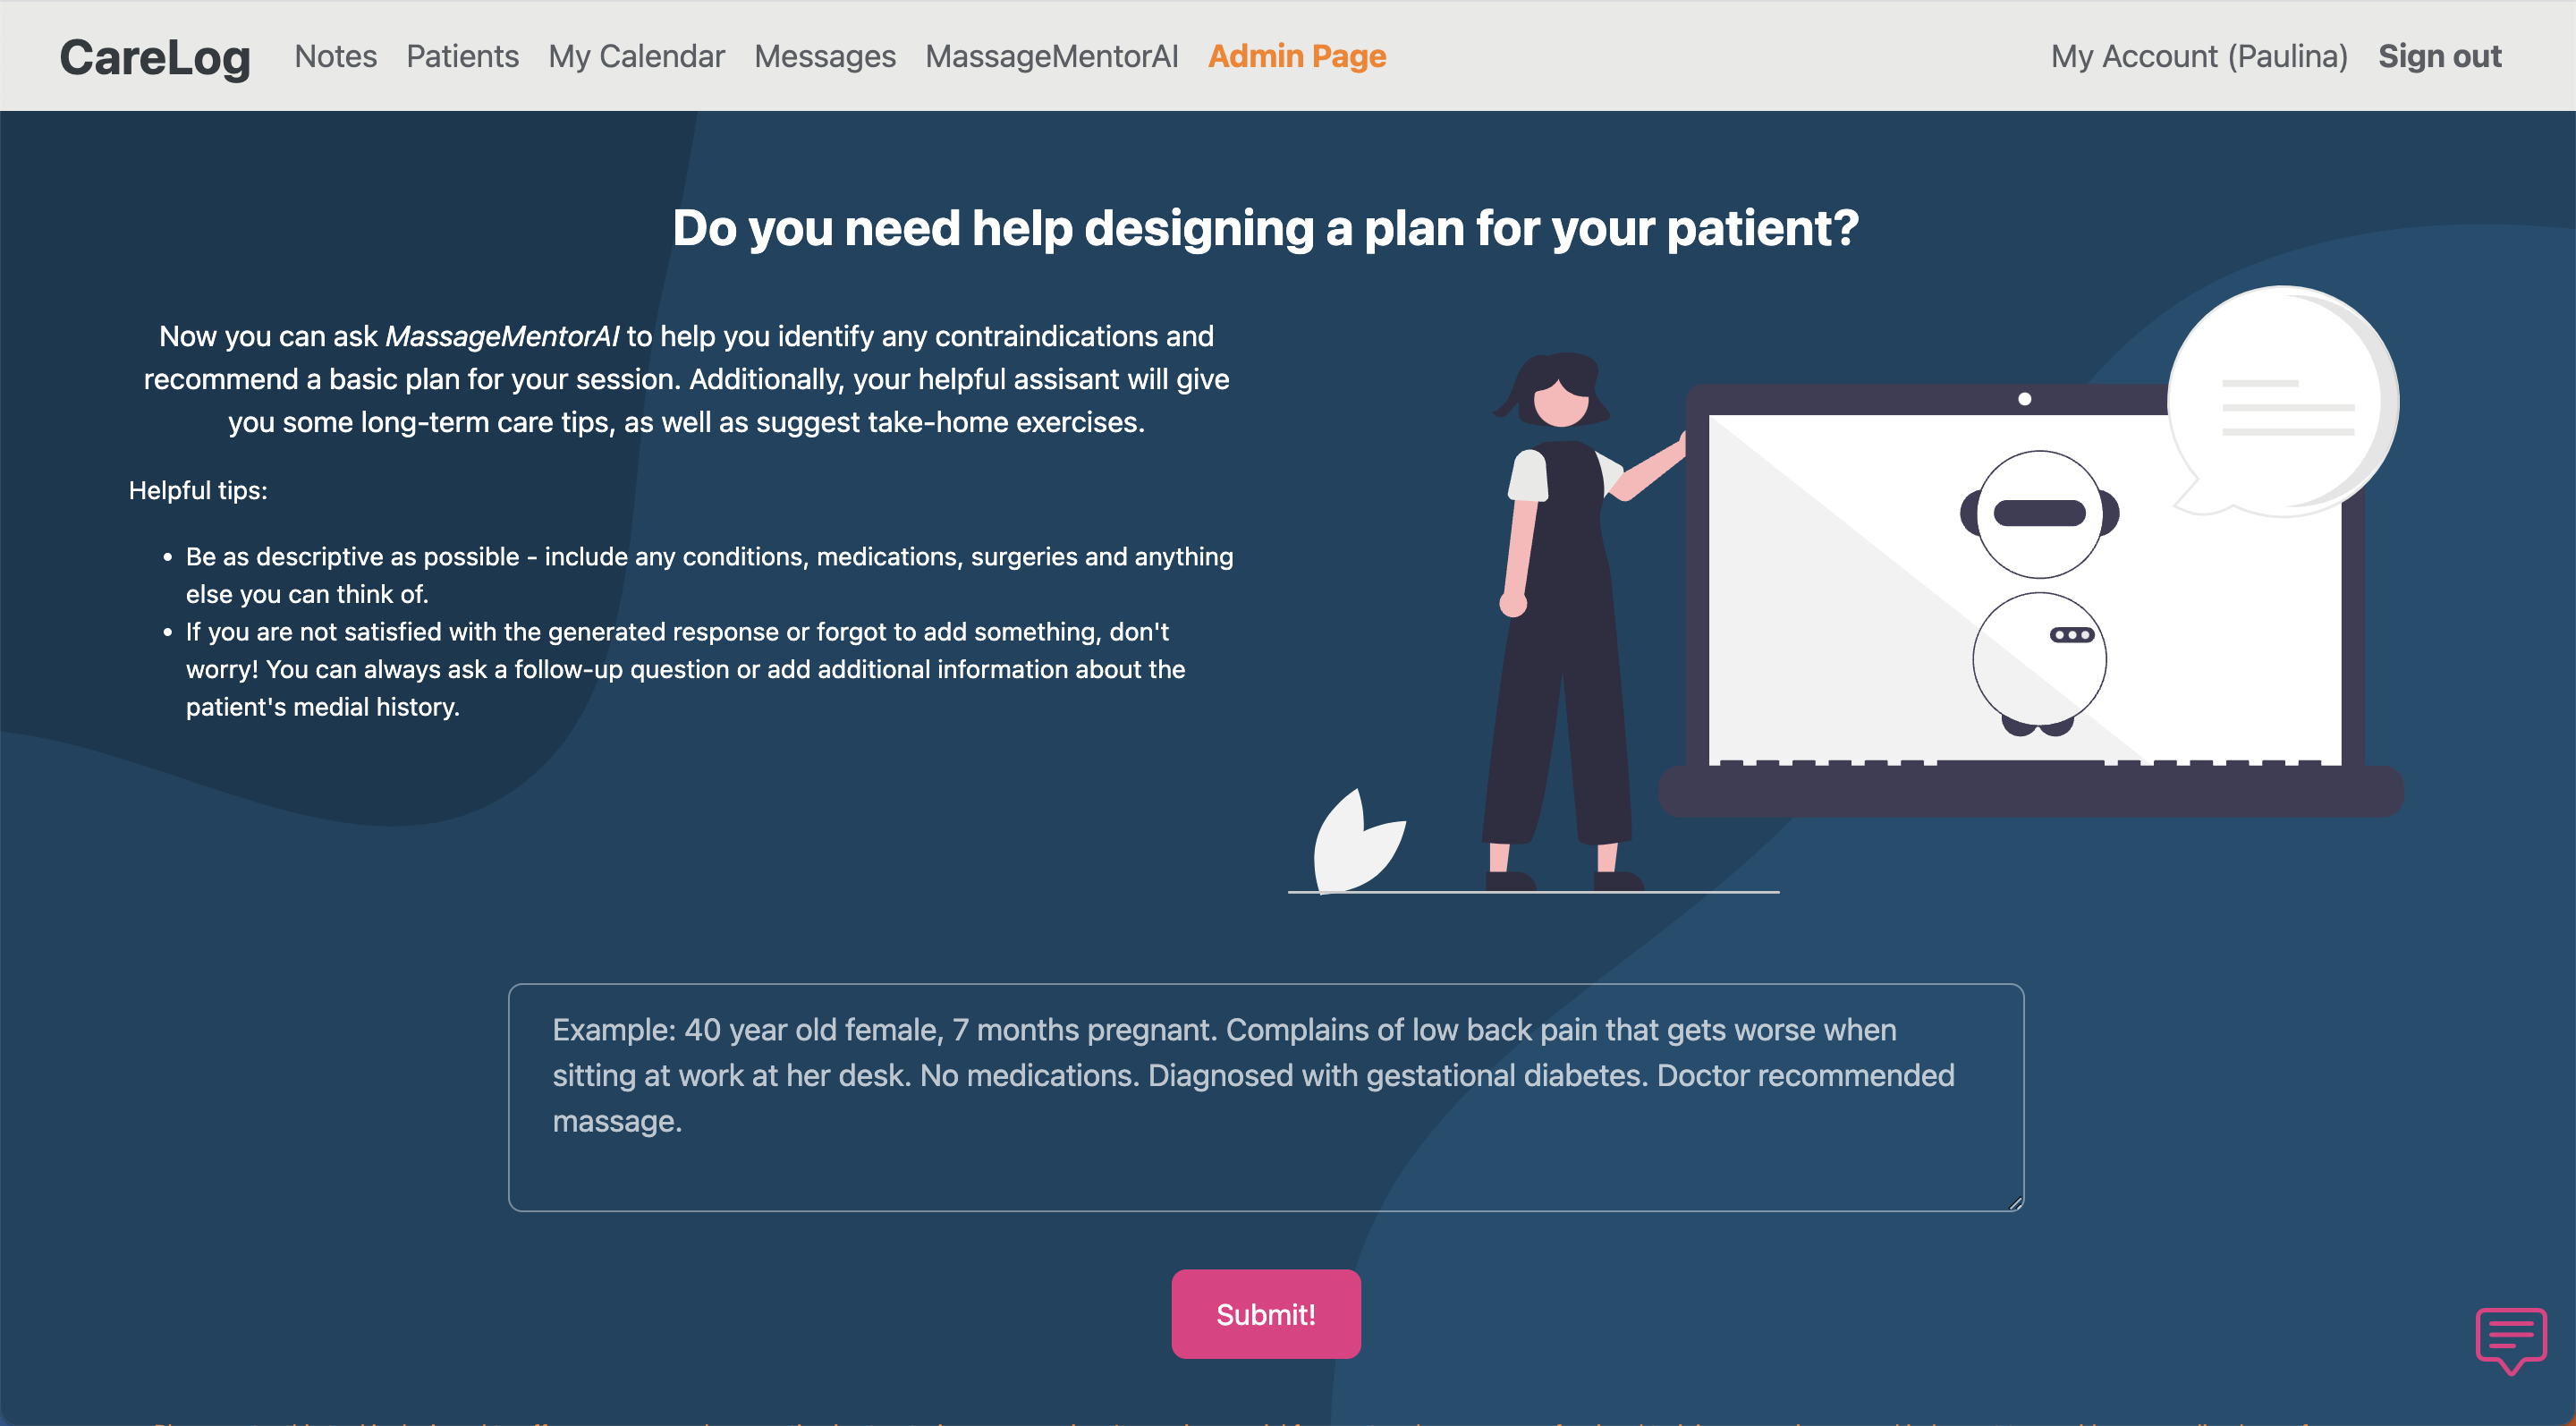 CareLog Notes Patients My Calendar Messages MassageMentorAI Admin Page My Account (Paulina) Sign out
Do you need help designing a plan for your patient?
Now you can ask MassageMentorAI to help you identify any contraindications and
recommend a basic plan for your session. Additionally, your helpful assisant will give
you some long-term care tips, as well as suggest take-home exercises.
Helpful tips:
• Be as descriptive as possible - include any conditions, medications, surgeries and anything
else you can think of.
• If you are not satisfied with the generated response or forgot to add something, don't
worry! You can always ask a follow-up question or add additional information about the
patient's medial history.
Example: 40 year old female, 7 months pregnant. Complains of low back pain that gets worse when
sitting at work at her desk. No medications. Diagnosed with gestational diabetes. Doctor recommended
massage.
Submit!